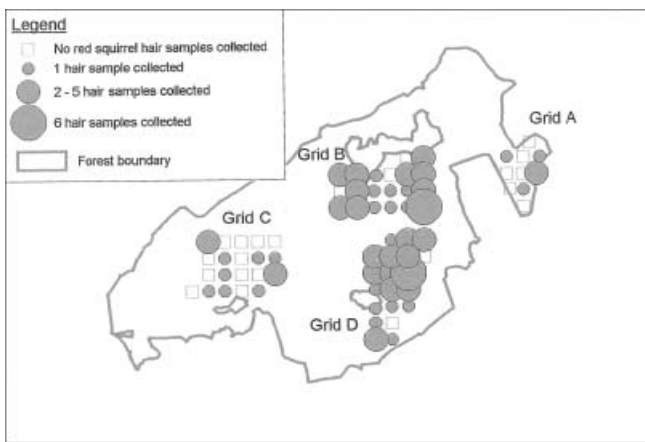 Legend
No red squirrel hair samples collected
1 hair sample collected
2 - 5 hair samples collected
6 hair samples collected
Forest boundary
Grid A
Grid B
Grid C
Grid D